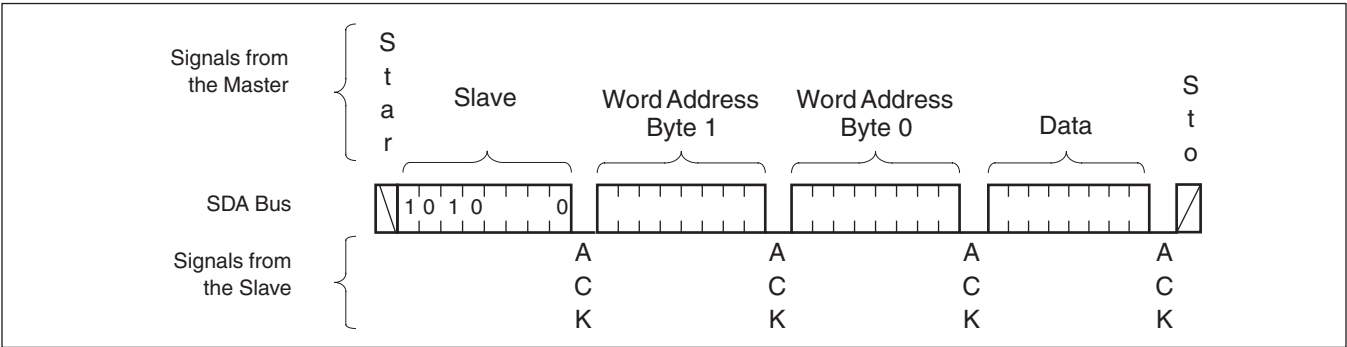 Signals from
the Master
S
t
a
r
Slave
Word Address
Byte 1
Word Address
Byte 0
Data
S
t
o
SDA Bus
1 0 1 0 0
Signals from
the Slave
A
C
K
A
C
K
A
C
K
A
C
K